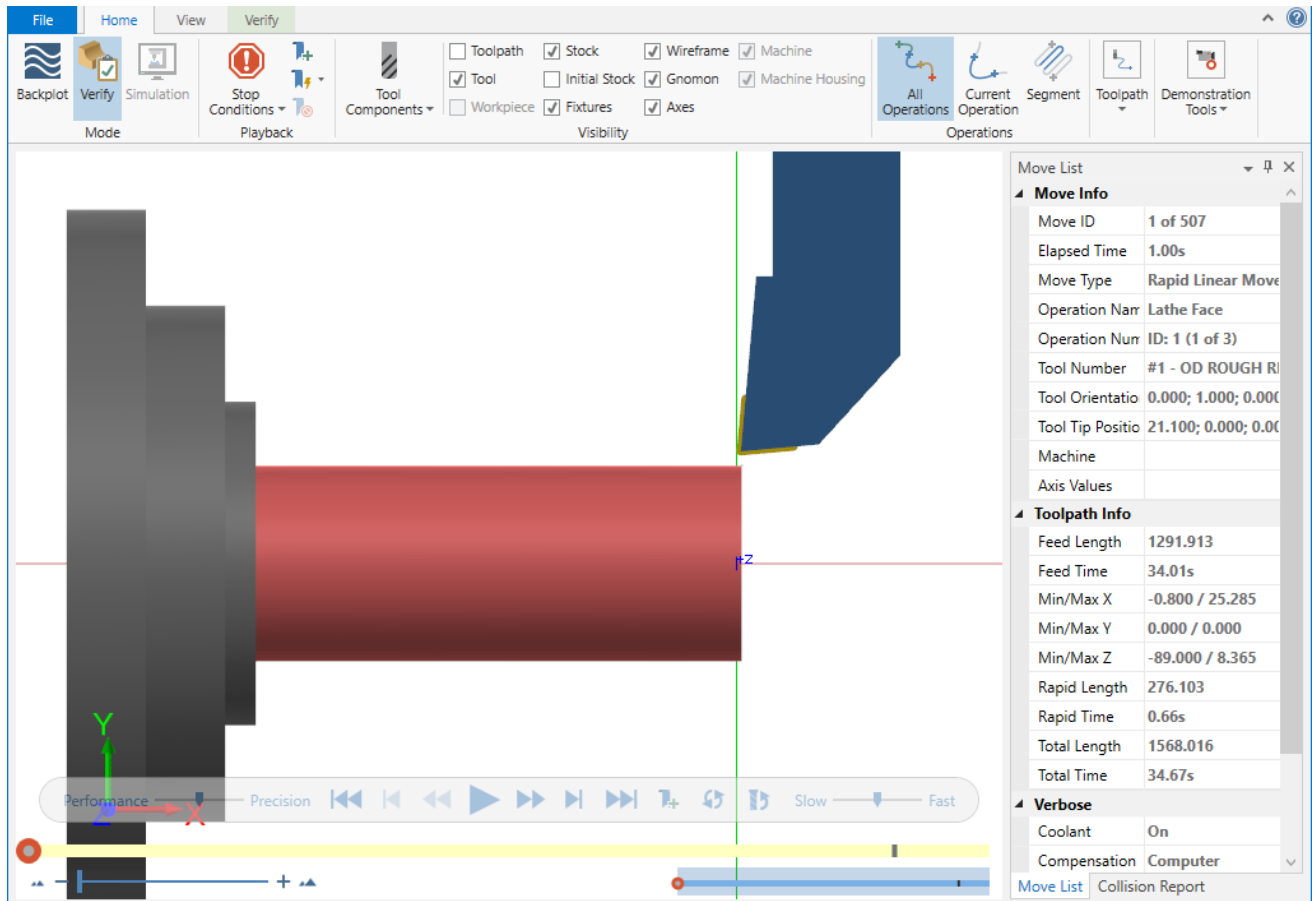 File Home View Verify
Backplot Verify Simulation
Mode
Stop Conditions
Playback
Tool Components
Toolpath Stock Wireframe Machine
Tool Initial Stock Gnomon Machine Housing
Workpiece Fixtures Axes
Visibility
All Operations Current Operation Segment
Operations
Toolpath
Demonstration Tools
+Z
Y
X
Z
Performance Precision Slow Fast
Move List
Move Info
Move ID 1 of 507
Elapsed Time 1.00s
Move Type Rapid Linear Move
Operation Nam Lathe Face
Operation Num ID: 1 (1 of 3)
Tool Number #1 - OD ROUGH RI
Tool Orientatio 0.000; 1.000; 0.000
Tool Tip Positio 21.100; 0.000; 0.00
Machine
Axis Values
Toolpath Info
Feed Length 1291.913
Feed Time 34.01s
Min/Max X -0.800 / 25.285
Min/Max Y 0.000 / 0.000
Min/Max Z -89.000 / 8.365
Rapid Length 276.103
Rapid Time 0.66s
Total Length 1568.016
Total Time 34.67s
Verbose
Coolant On
Compensation Computer
Move List Collision Report